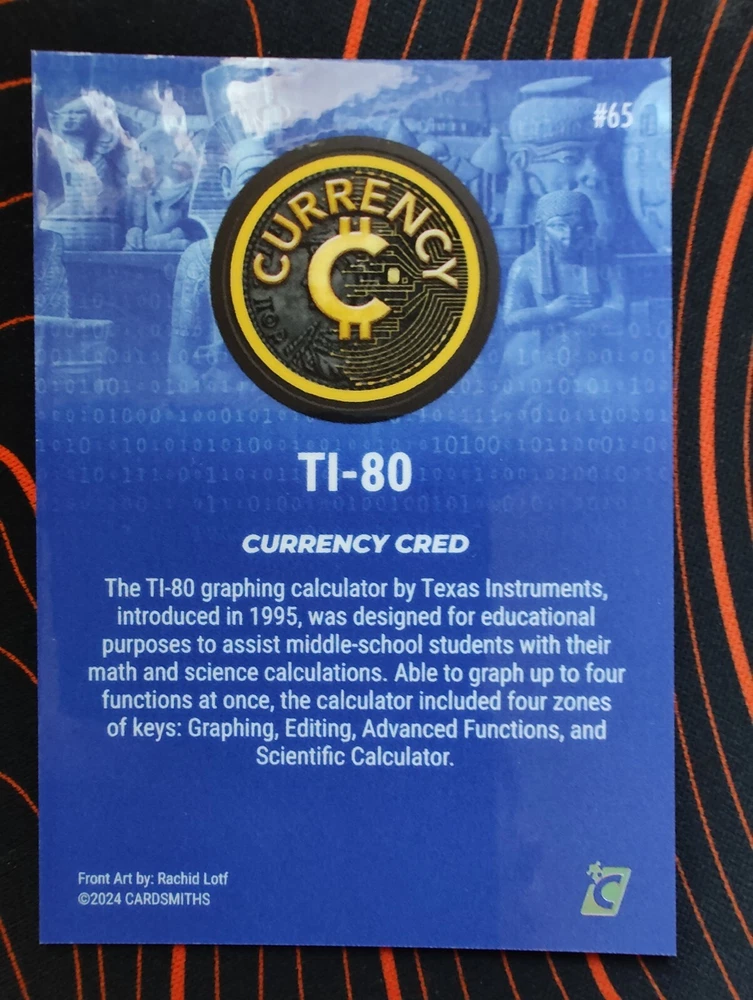 #65
CURRENCY
TI-80
CURRENCY CRED
The TI-80 graphing calculator by Texas Instruments,
introduced in 1995, was designed for educational
purposes to assist middle-school students with their
math and science calculations. Able to graph up to four
functions at once, the calculator included four zones
of keys: Graphing, Editing, Advanced Functions, and
Scientific Calculator.
Front Art by: Rachid Lotf
©2024 CARDSMITHS